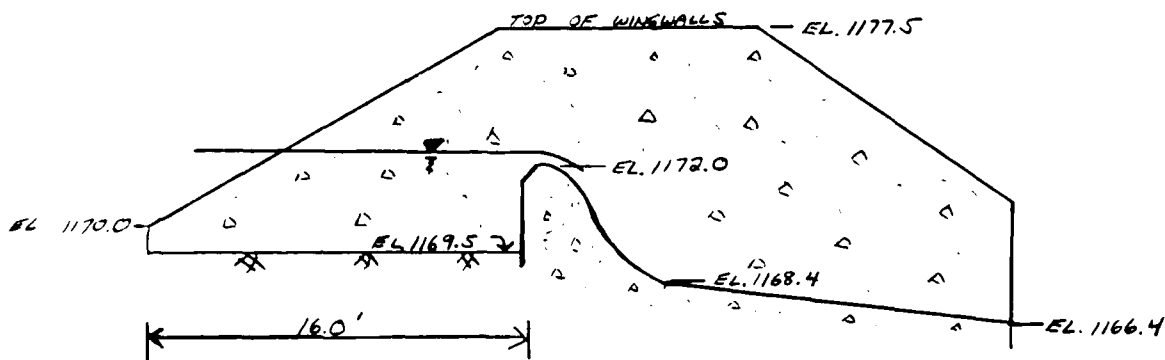 TOP OF WINGWALLS
EL. 1177.5
EL. 1172.0
EL 1170.0
EL 1169.5
EL. 1168.4
16.0'
EL. 1166.4